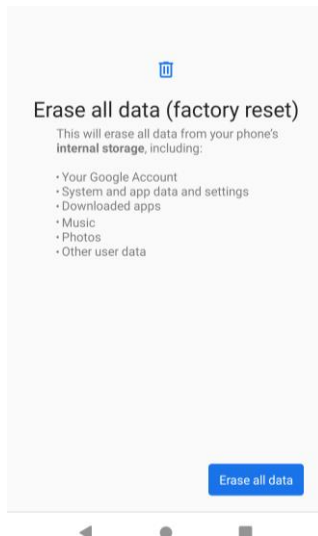 Erase all data (factory reset)
This will erase all data from your phone's
internal storage, including:
• Your Google Account
• System and app data and settings
• Downloaded apps
• Music
• Photos
• Other user data
Erase all data